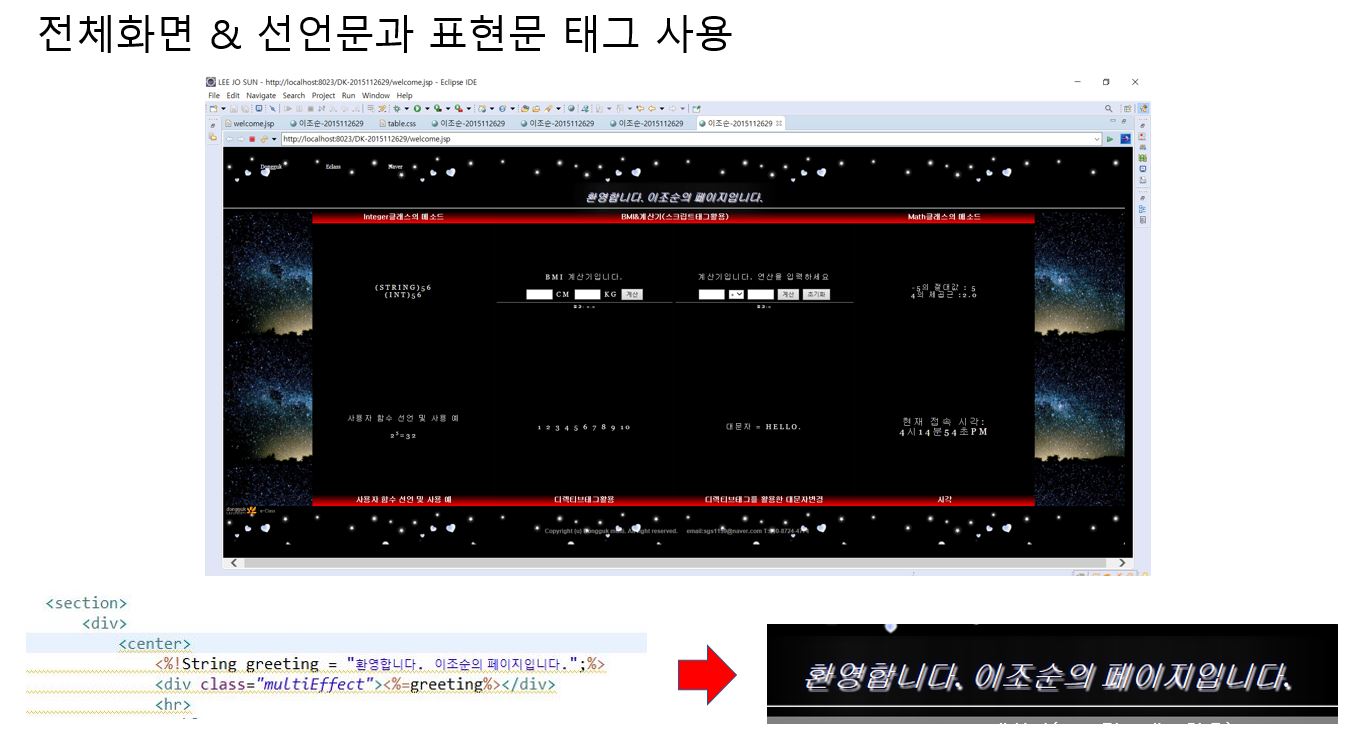 전체화면 & 선언문과 표현문 태그 사용
LEE JO SUN - http://localhost:8023/DK-2015112629/welcome.jsp - Eclipse IDE
File Edit Navigate Search Project Run Window Help
welcome.jsp 이조순-2015112629 table.css 이조순-2015112629 이조순-2015112629 이조순-2015112629 이조순-2015112629
http://localhost:8023/DK-2015112629/welcome.jsp
Dongguk Eclass Naver
환영합니다. 이조순의 페이지입니다.
Integer클래스의 메소드 BMI&계산기(스크립트태그활용) Math클래스의 메소드
BMI 계산기입니다. 계산기입니다. 연산을 입력하세요
(STRING)56
(INT)56
CM KG 계산 + 계산 초기화
-5의 절대값 : 5
4의 제곱근 :2.0
사용자 함수 선언 및 사용 예
2⁵=32
1 2 3 4 5 6 7 8 9 10
대문자 = HELLO.
현재 접속 시각:
4시14분54초PM
사용자 함수 선언 및 사용 예 디렉티브태그활용 디렉티브태그를 활용한 대문자변경 시각
dongguk e-Class
Copyright (c) dongguk All right reserved.
<section>
<div>
<center>
<%!String greeting = "환영합니다. 이조순의 페이지입니다.";%>
<div class="multiEffect"><%=greeting%></div>
<hr>
환영합니다. 이조순의 페이지입니다.